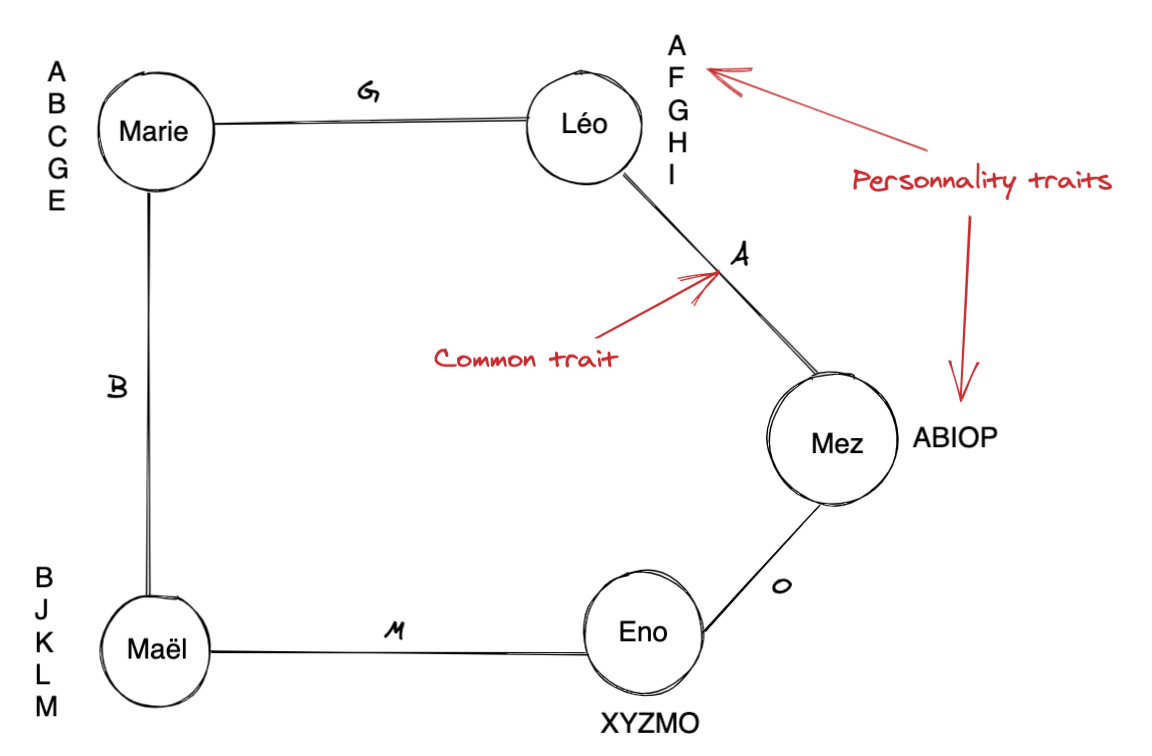 A
B
C
G
E
Marie
G
Léo
A
F
G
H
I
Personnality traits
A
Common trait
B
Mez
ABIOP
O
B
J
K
L
M
Maël
M
Eno
XYZMO